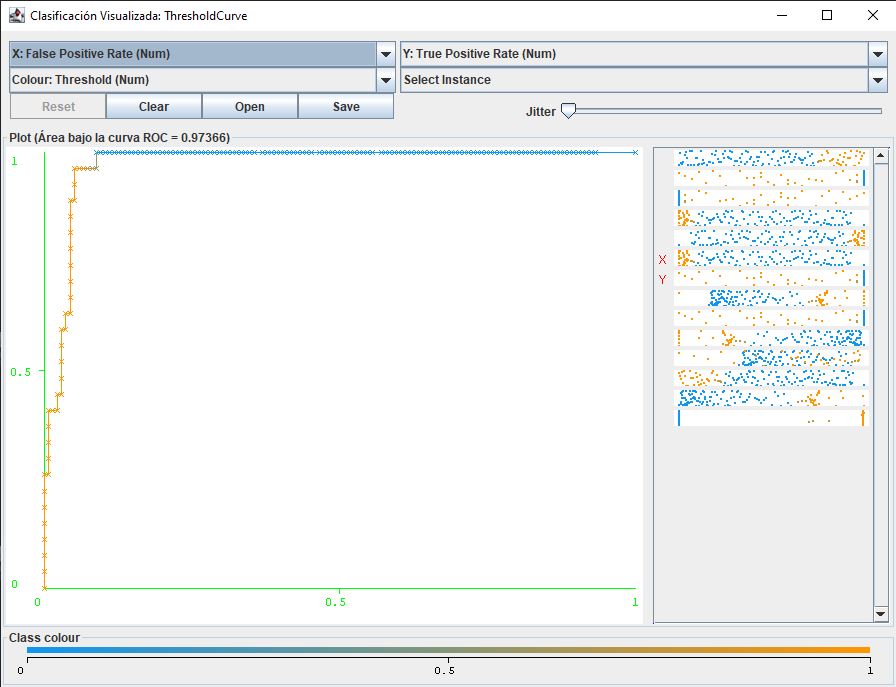 Clasificación Visualizada: ThresholdCurve
X: False Positive Rate (Num)
Y: True Positive Rate (Num)
Colour: Threshold (Num)
Select Instance
Reset
Clear
Open
Save
Jitter
Plot (Área bajo la curva ROC = 0.97366)
1
0.5
0
0
0.5
1
X
Y
Class colour
0
0.5
1